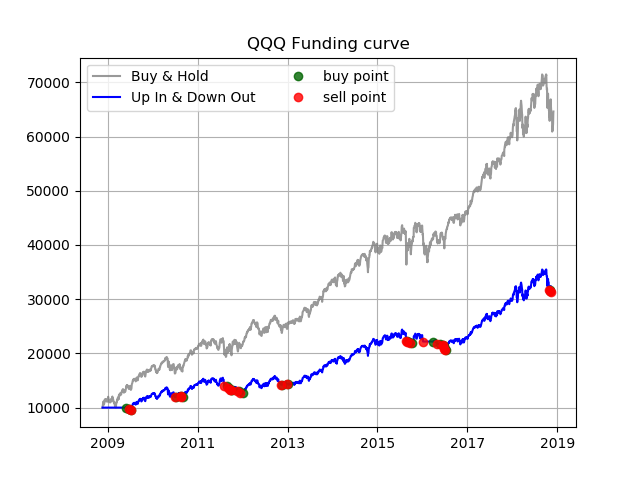 QQQ Funding curve
Buy & Hold
Up In & Down Out
buy point
sell point
70000
60000
50000
40000
30000
20000
10000
2009 2011 2013 2015 2017 2019